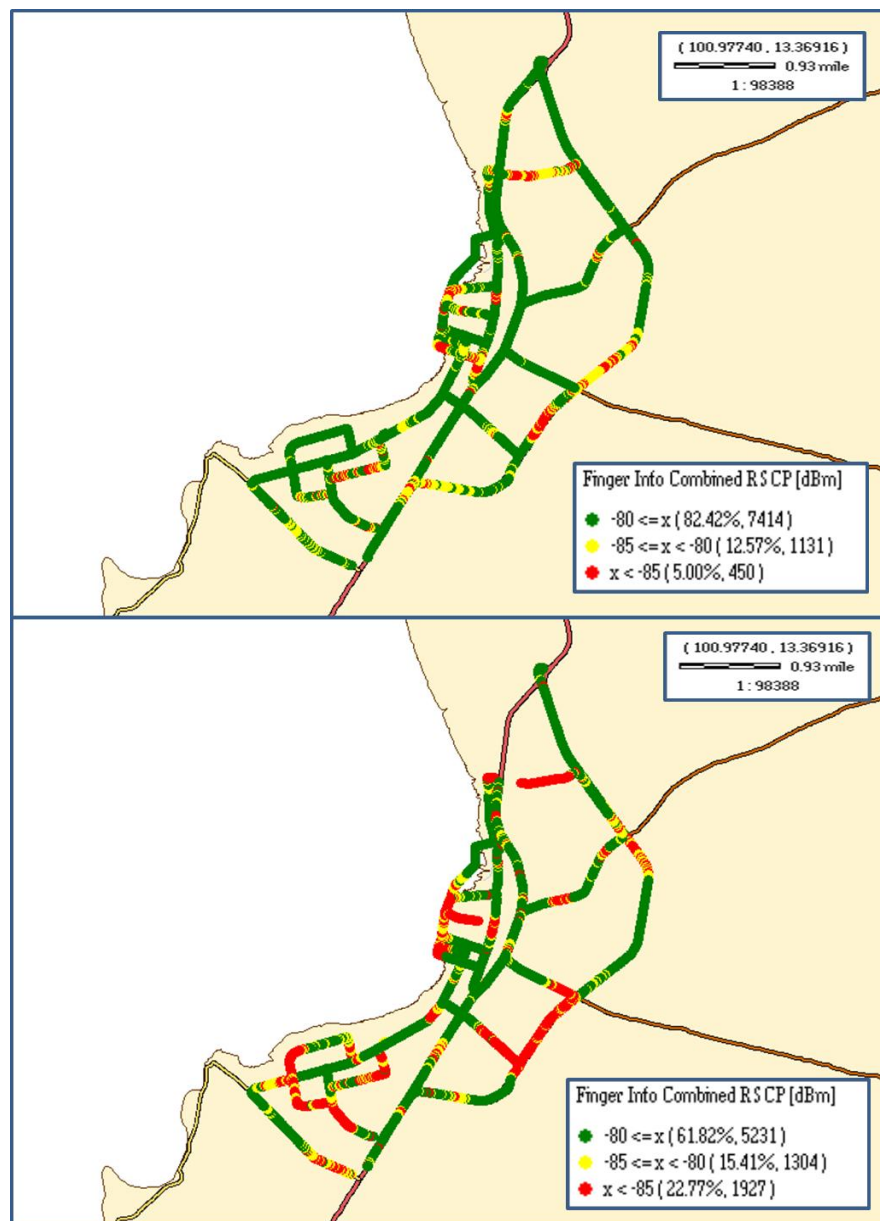 ( 100.97740 , 13.36916 )
0.93 mile
1 : 98388
Finger Info Combined RSCP [dBm]
-80 <= x ( 82.42%, 7414 )
-85 <= x < -80 ( 12.57%, 1131 )
x < -85 ( 5.00%, 450 )
( 100.97740 , 13.36916 )
0.93 mile
1 : 98388
Finger Info Combined RSCP [dBm]
-80 <= x ( 61.82%, 5231 )
-85 <= x < -80 ( 15.41%, 1304 )
x < -85 ( 22.77%, 1927 )